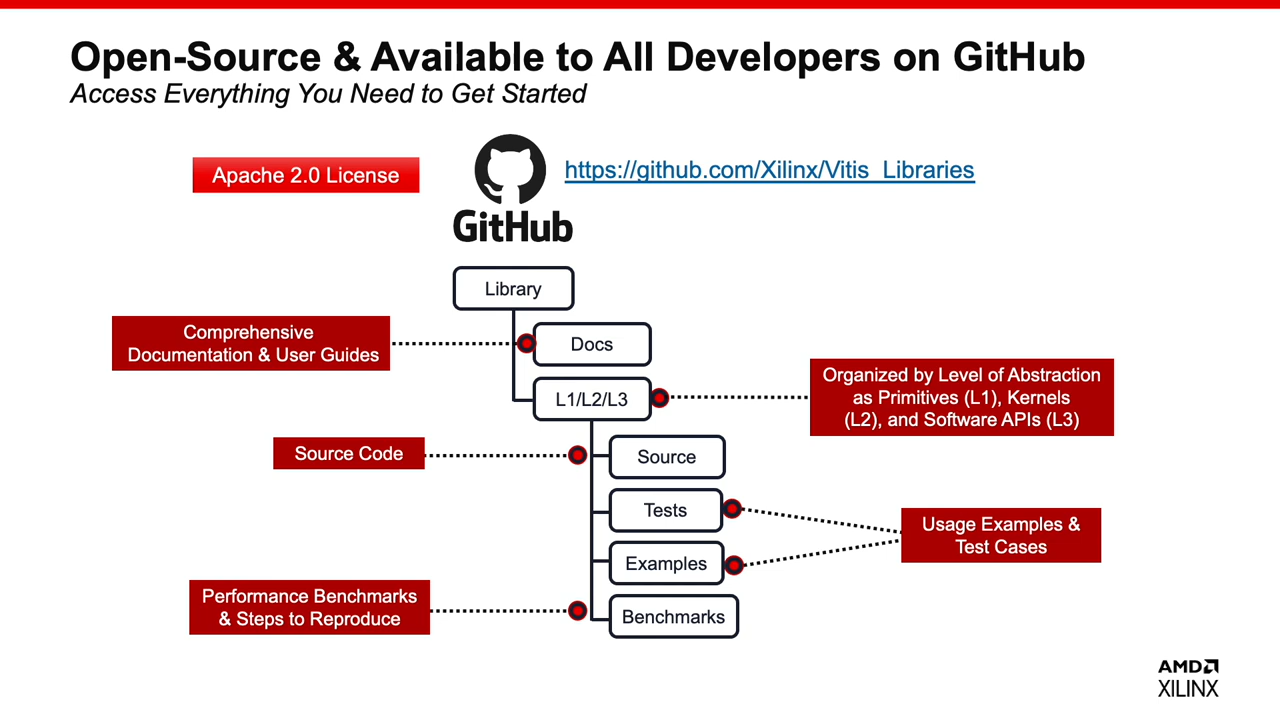 Open-Source & Available to All Developers on GitHub
Access Everything You Need to Get Started
Apache 2.0 License
GitHub
https://github.com/Xilinx/Vitis_Libraries
Library
Comprehensive
Documentation & User Guides
Docs
L1/L2/L3
Organized by Level of Abstraction
as Primitives (L1), Kernels
(L2), and Software APIs (L3)
Source Code
Source
Tests
Usage Examples &
Test Cases
Examples
Performance Benchmarks
& Steps to Reproduce
Benchmarks
AMD
XILINX